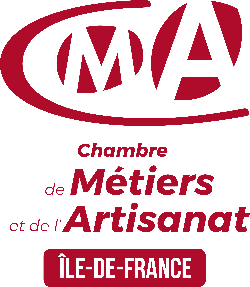 CMA
Chambre
de Métiers
et de l'Artisanat
ÎLE-DE-FRANCE